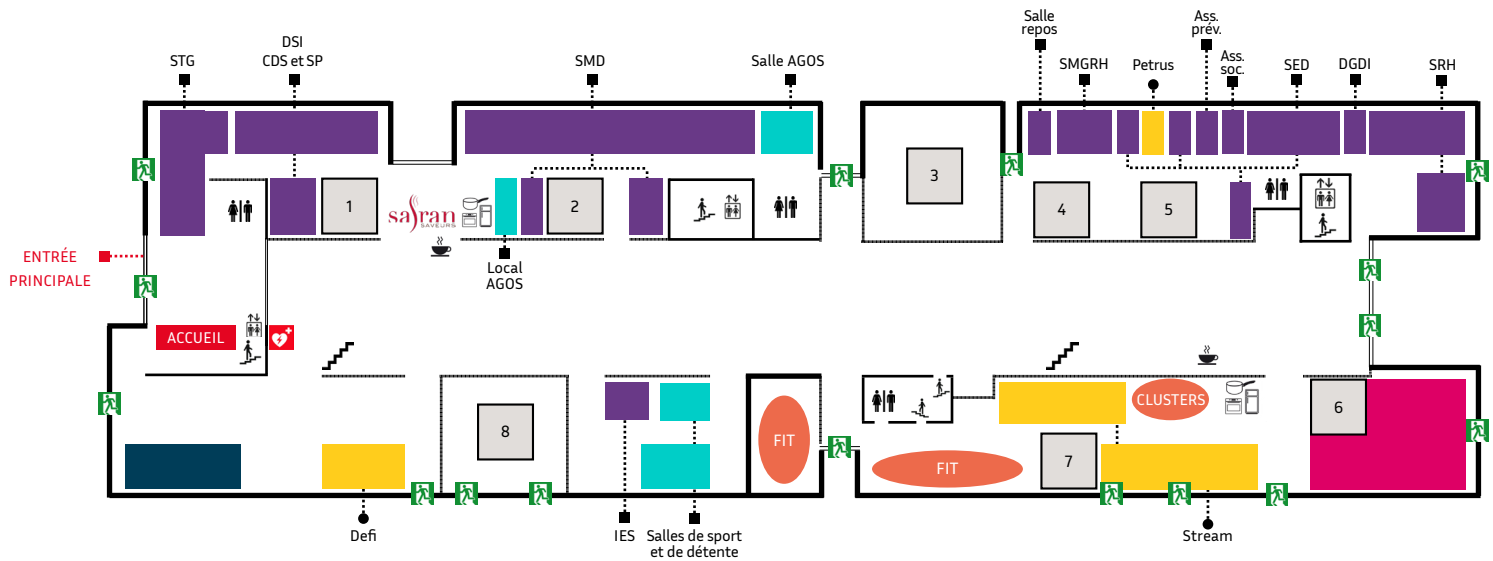 Salle
repos
Ass.
prév.
DSI
CDS et SP
STG
SMD
Salle AGOS
SMGRH
Petrus
Ass.
soc.
SED
DGDI
SRH
1
2
3
4
5
safran
SAVEURS
ENTRÉE
PRINCIPALE
Local
AGOS
ACCUEIL
CLUSTERS
6
8
FIT
7
FIT
Defi
IES
Salles de sport
et de détente
Stream